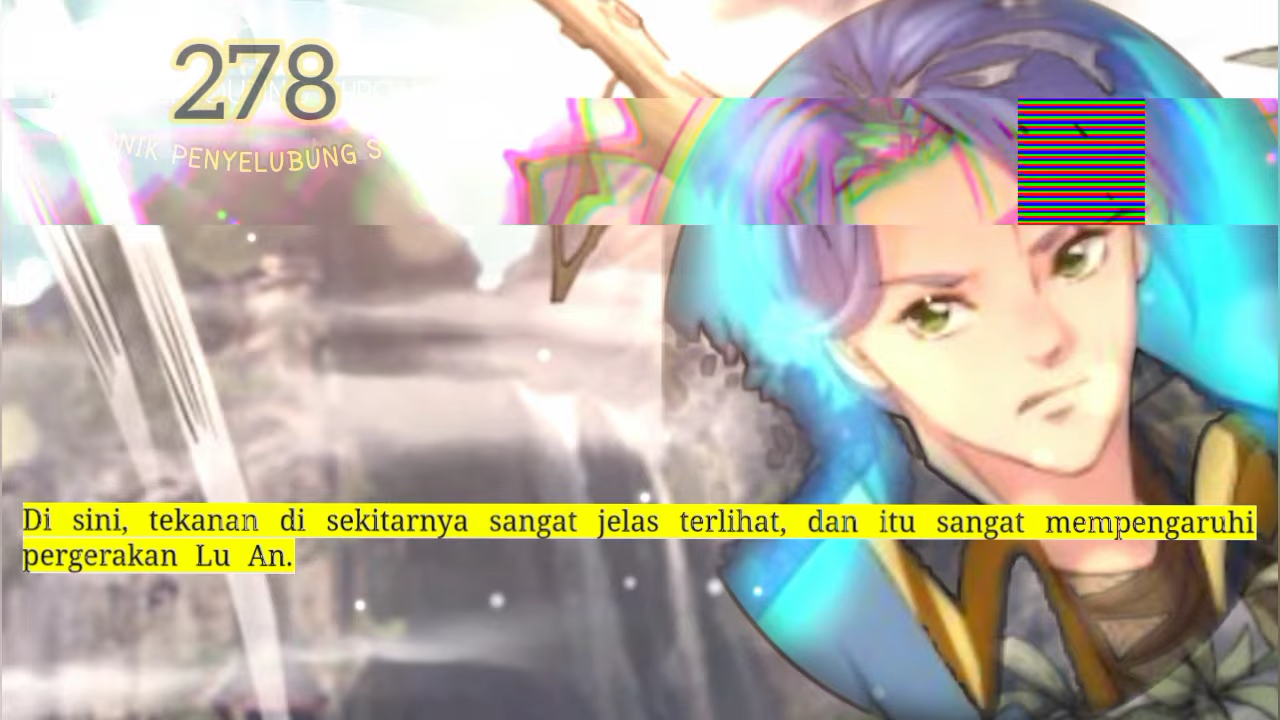 278
PENYELUBUNG
Di sini, tekanan di sekitarnya sangat jelas terlihat, dan itu sangat mempengaruhi
pergerakan Lu An.